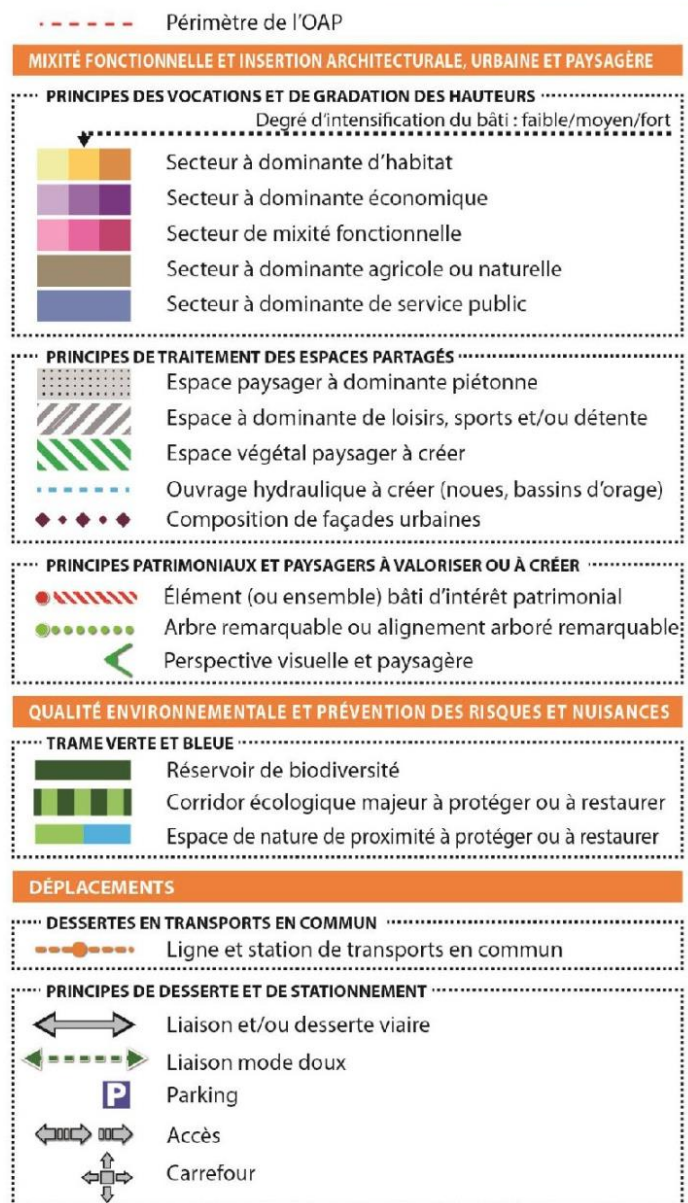 Périmètre de l'OAP
MIXITÉ FONCTIONNELLE ET INSERTION ARCHITECTURALE, URBAINE ET PAYSAGÈRE
PRINCIPES DES VOCATIONS ET DE GRADATION DES HAUTEURS
Degré d'intensification du bâti : faible/moyen/fort
Secteur à dominante d'habitat
Secteur à dominante économique
Secteur de mixité fonctionnelle
Secteur à dominante agricole ou naturelle
Secteur à dominante de service public
PRINCIPES DE TRAITEMENT DES ESPACES PARTAGÉS
Espace paysager à dominante piétonne
Espace à dominante de loisirs, sports et/ou détente
Espace végétal paysager à créer
Ouvrage hydraulique à créer (noues, bassins d'orage)
Composition de façades urbaines
PRINCIPES PATRIMONIAUX ET PAYSAGERS À VALORISER OU À CRÉER
Élément (ou ensemble) bâti d'intérêt patrimonial
Arbre remarquable ou alignement arboré remarquable
Perspective visuelle et paysagère
QUALITÉ ENVIRONNEMENTALE ET PRÉVENTION DES RISQUES ET NUISANCES
TRAME VERTE ET BLEUE
Réservoir de biodiversité
Corridor écologique majeur à protéger ou à restaurer
Espace de nature de proximité à protéger ou à restaurer
DÉPLACEMENTS
DESSERTES EN TRANSPORTS EN COMMUN
Ligne et station de transports en commun
PRINCIPES DE DESSERTE ET DE STATIONNEMENT
Liaison et/ou desserte viaire
Liaison mode doux
P Parking
Accès
Carrefour